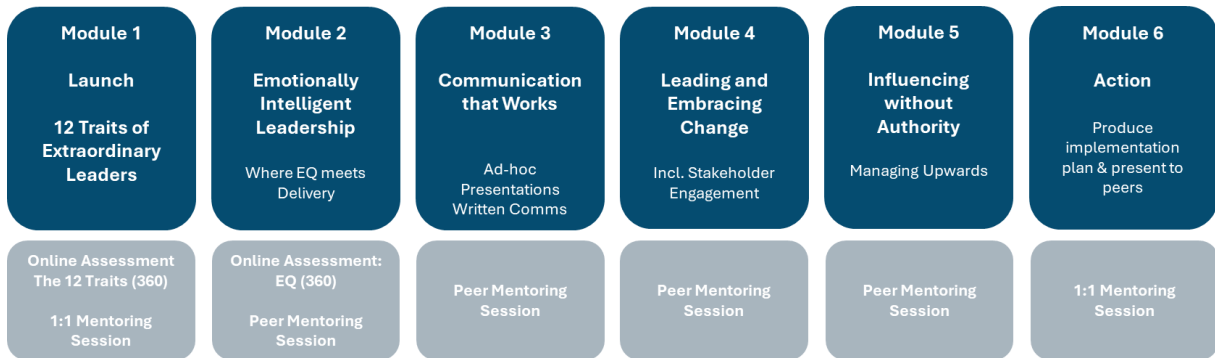 Module 1
Launch
12 Traits of
Extraordinary
Leaders
Module 2
Emotionally
Intelligent
Leadership
Where EQ meets
Delivery
Module 3
Communication
that Works
Ad-hoc
Presentations
Written Comms
Module 4
Leading and
Embracing
Change
Incl. Stakeholder
Engagement
Module 5
Influencing
without
Authority
Managing Upwards
Module 6
Action
Produce
implementation
plan & present to
peers
Online Assessment
The 12 Traits (360)
1:1 Mentoring
Session
Online Assessment:
EQ (360)
Peer Mentoring
Session
Peer Mentoring
Session
Peer Mentoring
Session
Peer Mentoring
Session
1:1 Mentoring
Session